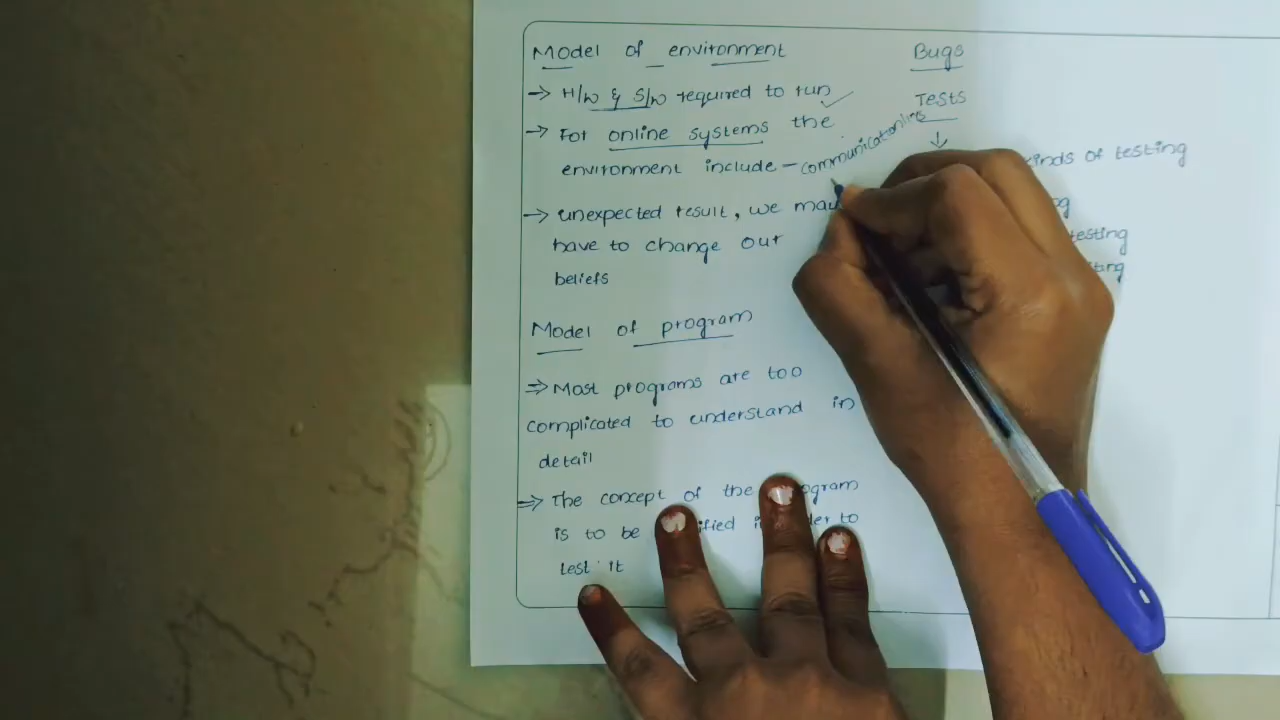 Model of environment
→ H/W & S/W required to run
→ For online systems the
environment include – communication line
→ unexpected result, we may
have to change our
beliefs
Model of program
⇒ Most programs are too
complicated to understand in
detail
⇒ The concept of the
is to be
test it
Bugs
Tests
↓
kinds of testing
testing